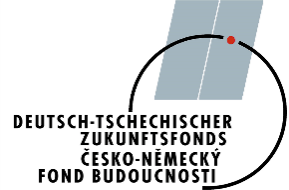 DEUTSCH-TSCHECHISCHER
ZUKUNFTSFONDS
ČESKO-NĚMECKÝ
FOND BUDOUCNOSTI